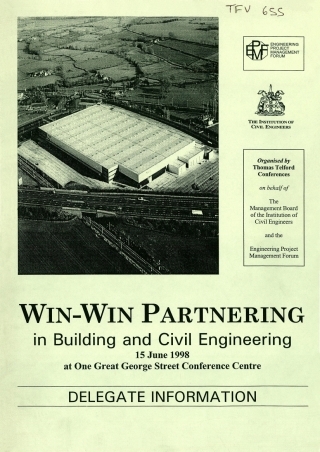 TFV 655
EPMF
ENGINEERING
PROJECT
MANAGEMENT
FORUM
THE INSTITUTION OF
CIVIL ENGINEERS
Organised by
Thomas Telford
Conferences
on behalf of
The
Management Board
of the Institution of
Civil Engineers
and the
Engineering Project
Management Forum
WIN-WIN PARTNERING
in Building and Civil Engineering
15 June 1998
at One Great George Street Conference Centre
DELEGATE INFORMATION